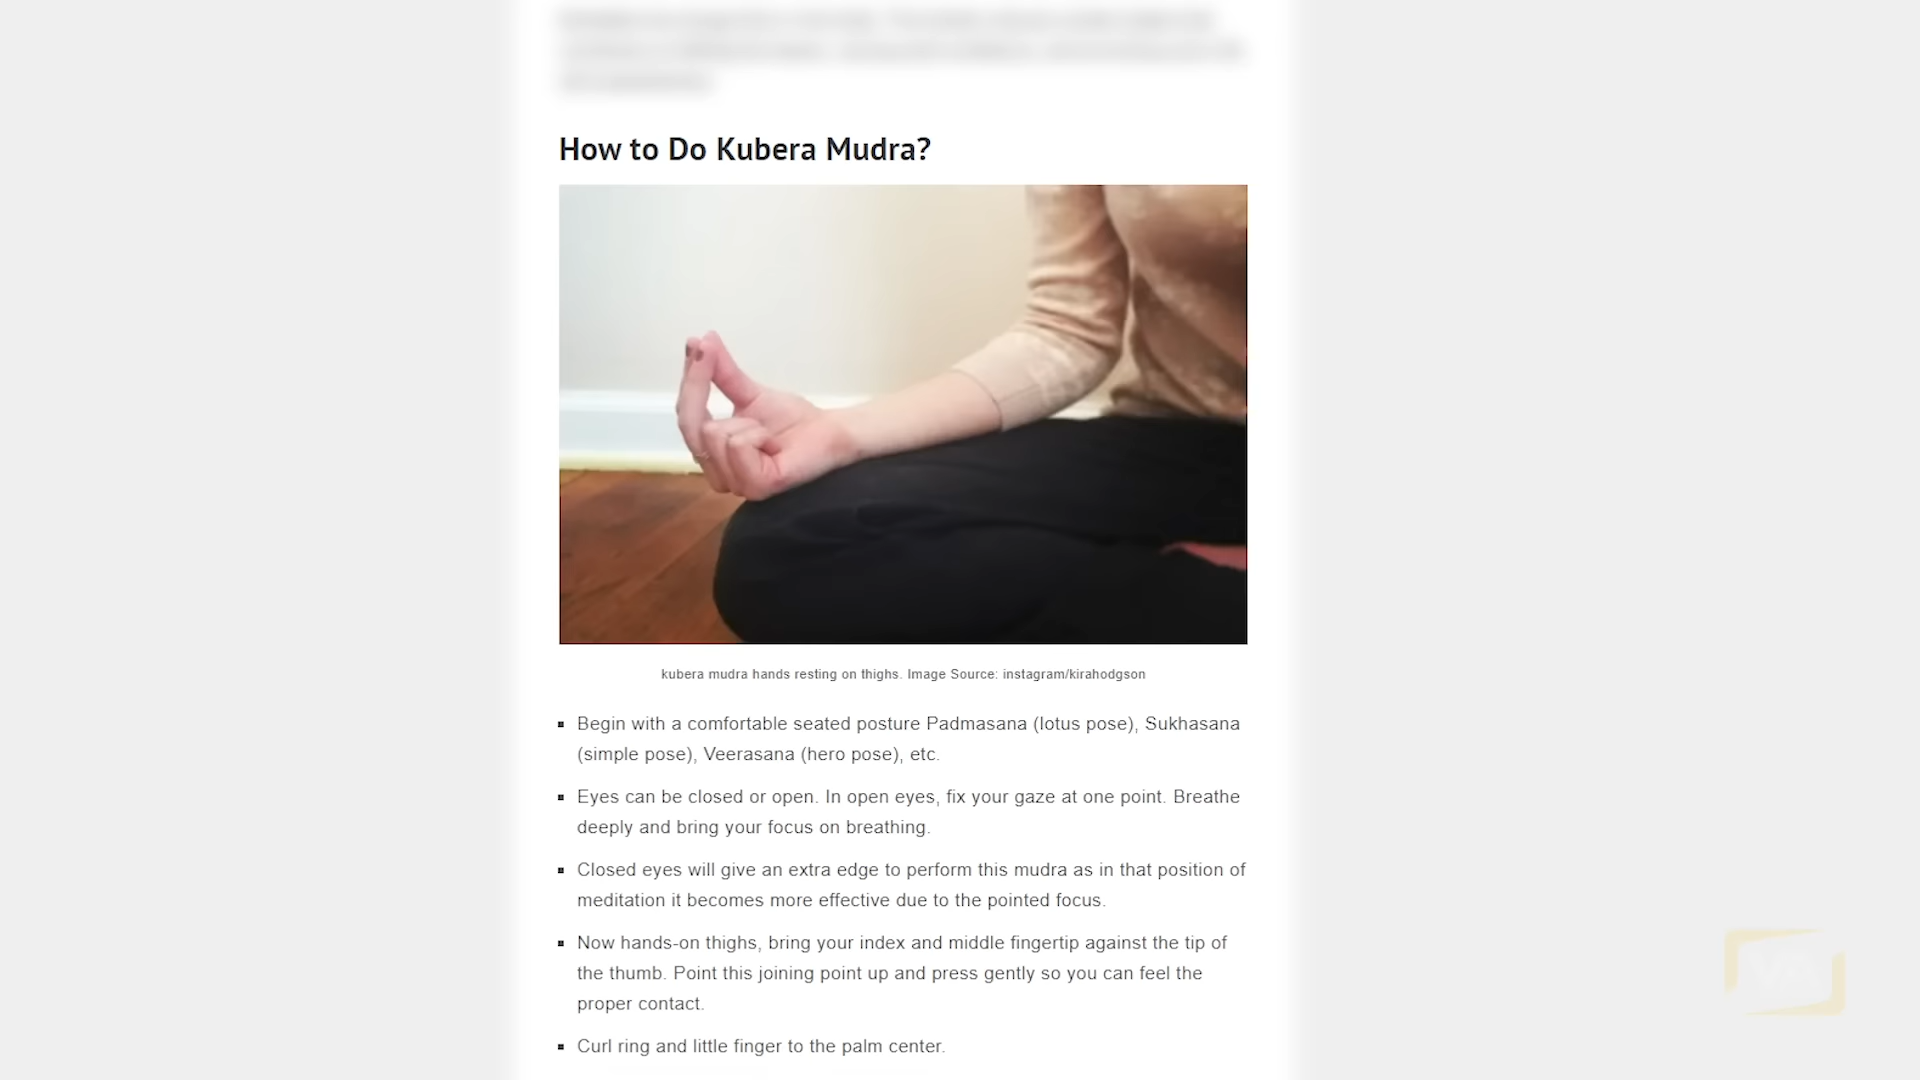 How to Do Kubera Mudra?
kubera mudra hands resting on thighs. Image Source: instagram/kirahodgson
Begin with a comfortable seated posture Padmasana (lotus pose), Sukhasana
(simple pose), Veerasana (hero pose), etc.
Eyes can be closed or open. In open eyes, fix your gaze at one point. Breathe
deeply and bring your focus on breathing.
Closed eyes will give an extra edge to perform this mudra as in that position of
meditation it becomes more effective due to the pointed focus.
Now hands-on thighs, bring your index and middle fingertip against the tip of
the thumb. Point this joining point up and press gently so you can feel the
proper contact.
Curl ring and little finger to the palm center.